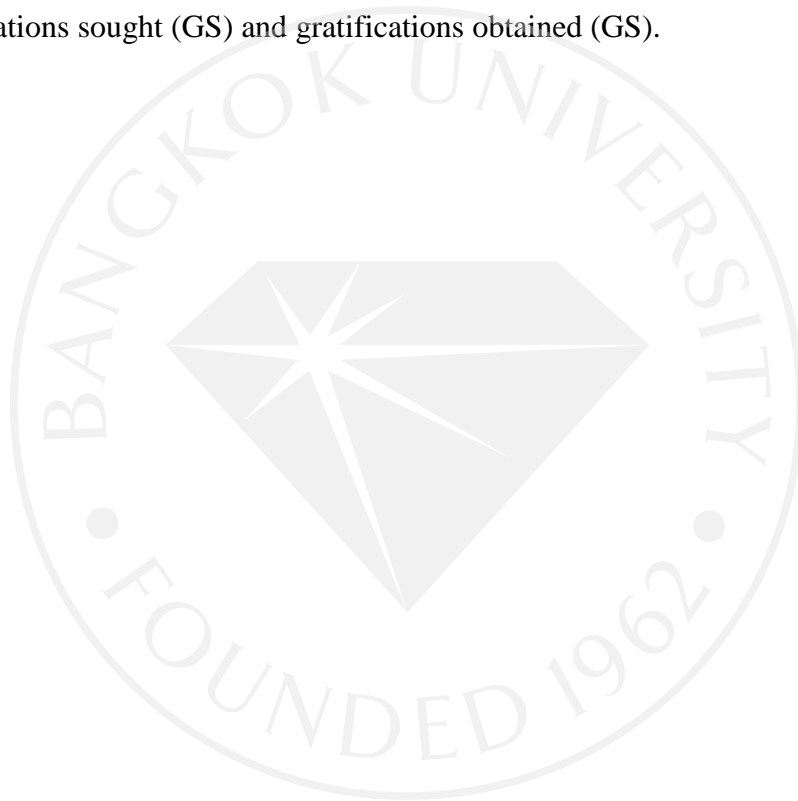 ations sought (GS) and gratifications obtained (GS).
BANGKOK UNIVERSITY
FOUNDED 1962